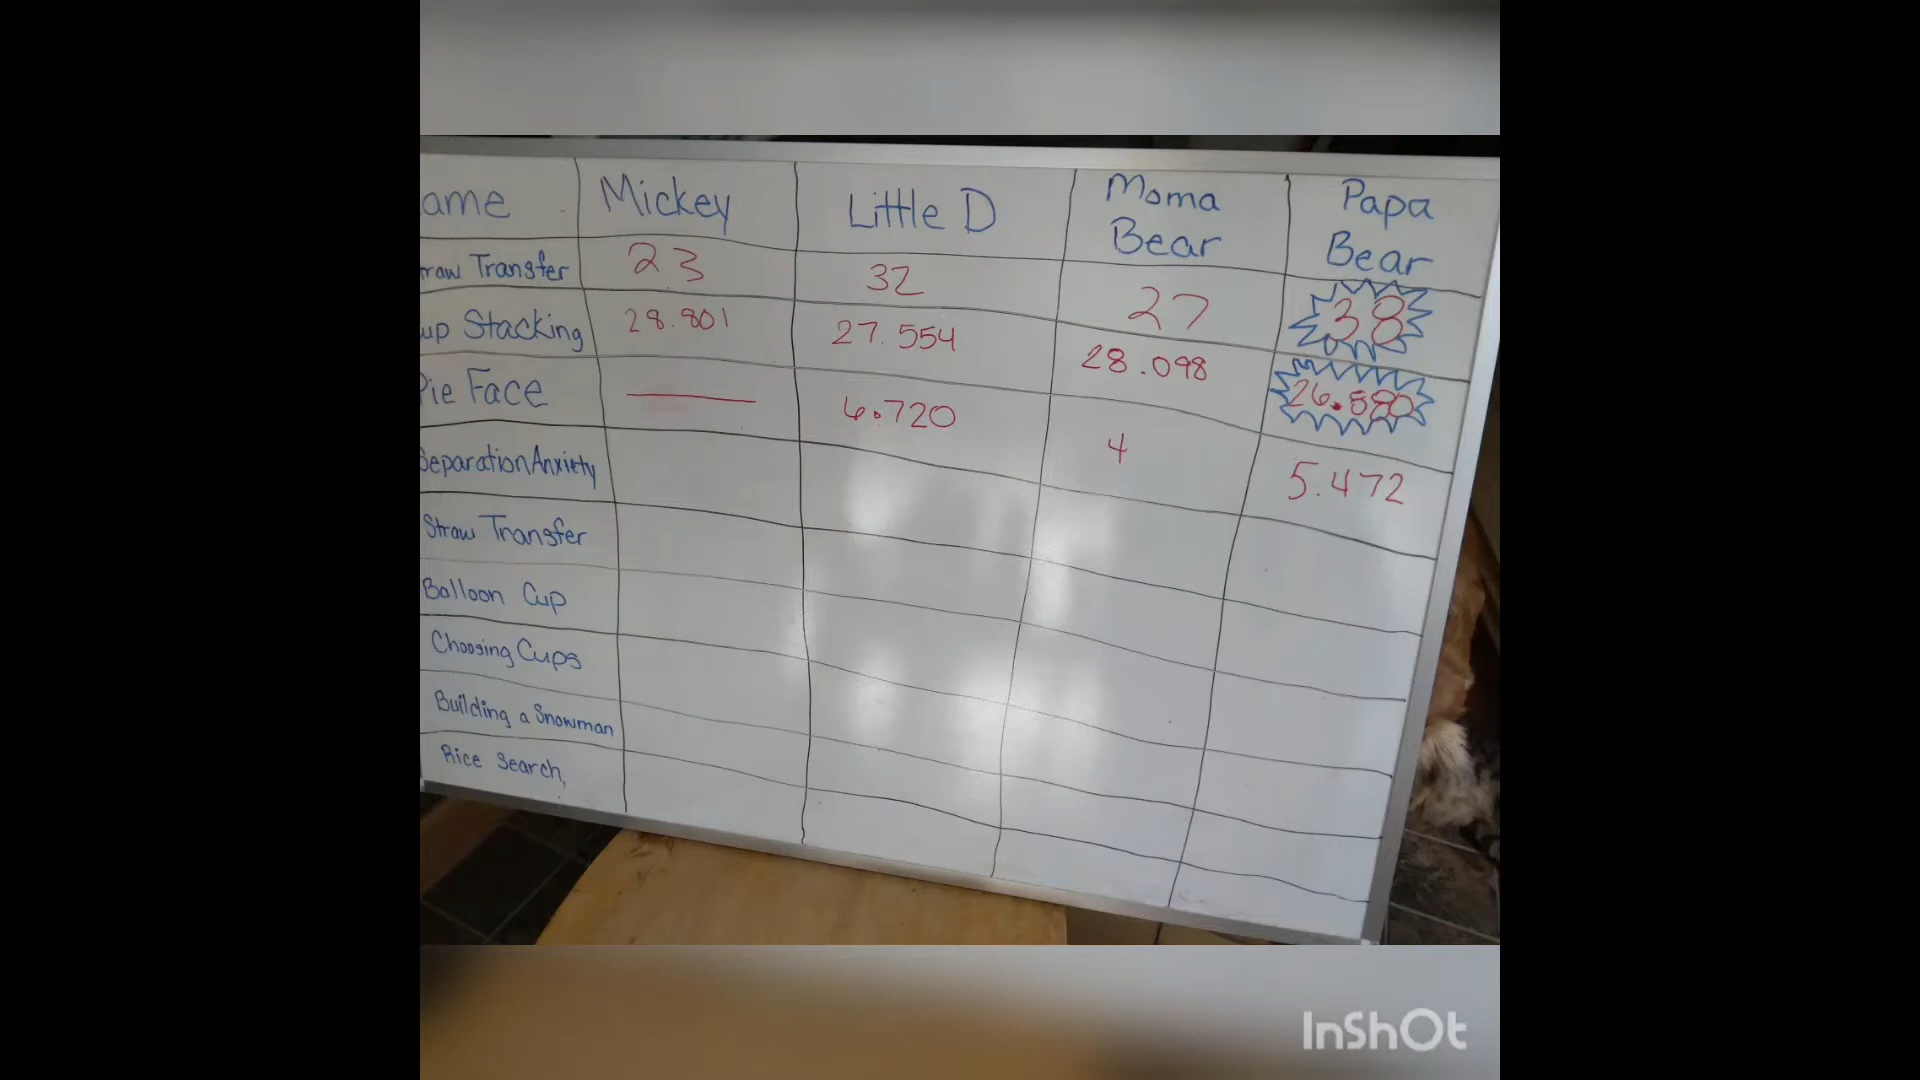 ame Mickey Little D Moma Bear Papa Bear
raw Transfer 23 32 27 38
up Stacking 28.801 27.554 28.098 26.580
Pie Face — 6.720 4 5.472
Separation Anxiety
Straw Transfer
Balloon Cup
Choosing Cups
Building a Snowman
Rice Search,
InShOt